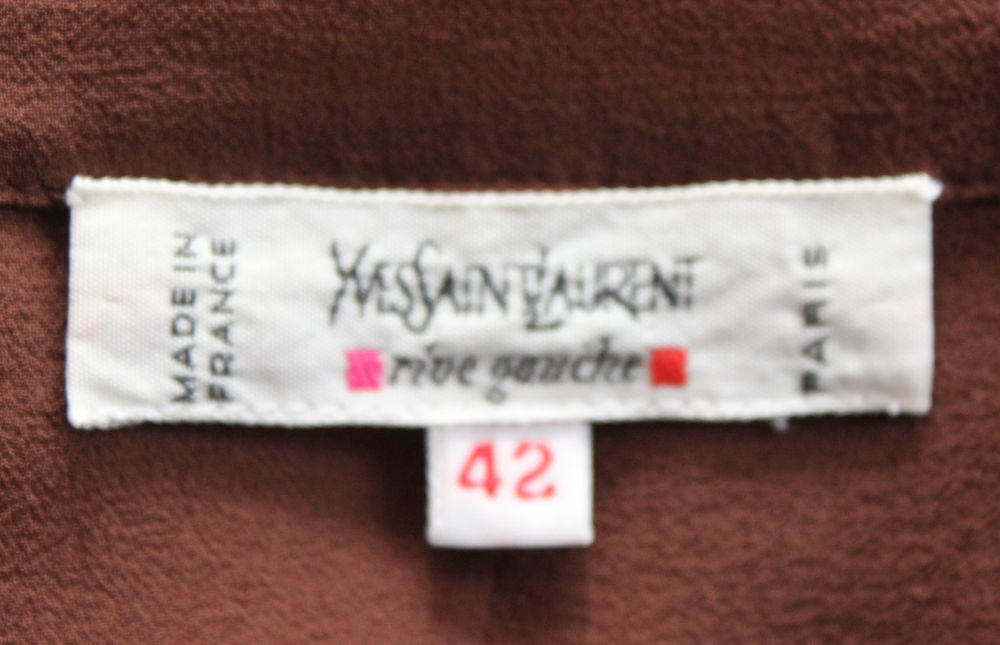 MADE IN
FRANCE
YVES SAINT LAURENT
rive gauche
PARIS
42